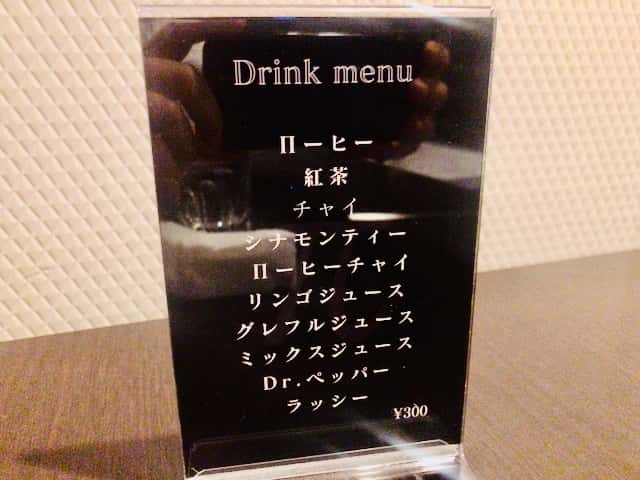 Drink menu
コーヒー
紅茶
チャイ
シナモンティー
コーヒーチャイ
リンゴジュース
グレフルジュース
ミックスジュース
Dr.ペッパー
ラッシー
¥300